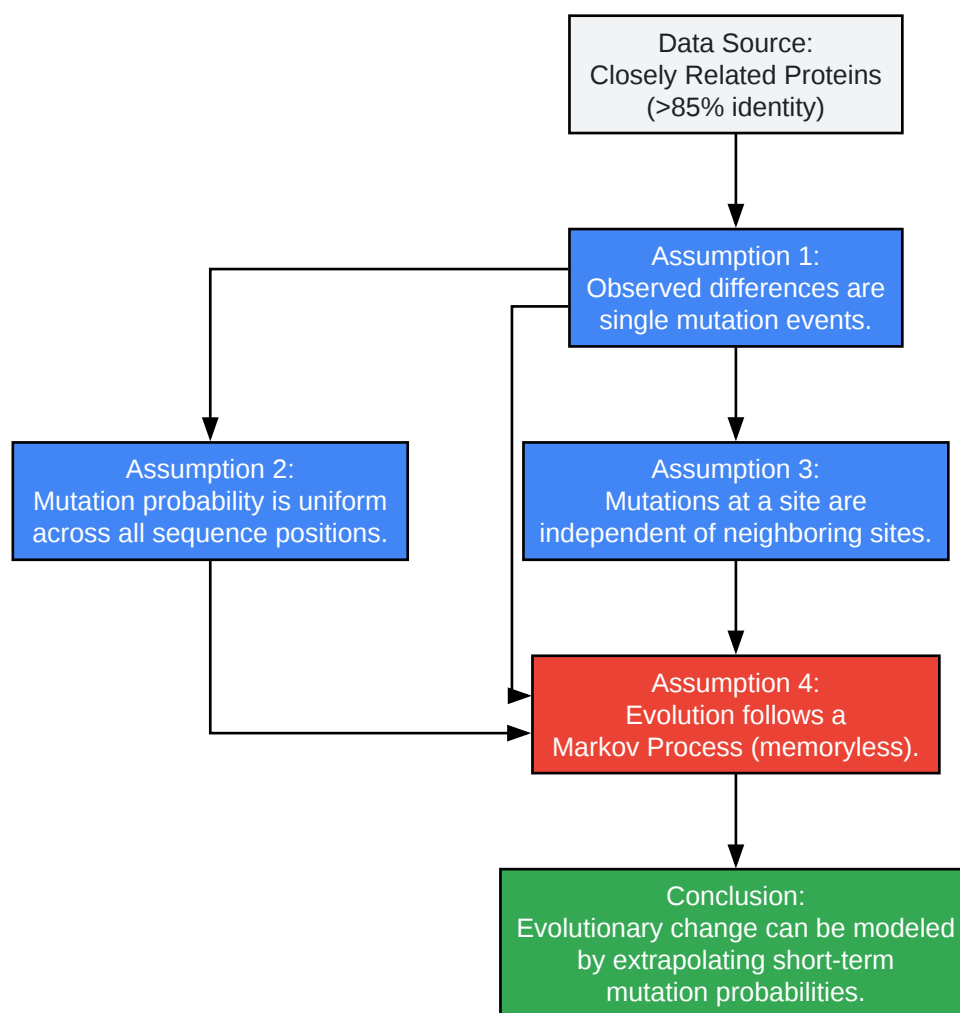 Data Source:
Closely Related Proteins
(>85% identity)
Assumption 1:
Observed differences are
single mutation events.
Assumption 2:
Mutation probability is uniform
across all sequence positions.
Assumption 3:
Mutations at a site are
independent of neighboring sites.
Assumption 4:
Evolution follows a
Markov Process (memoryless).
Conclusion:
Evolutionary change can be modeled
by extrapolating short-term
mutation probabilities.